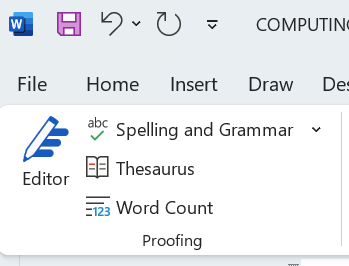 W COMPUTING
File Home Insert Draw
Editor
abc Spelling and Grammar
Thesaurus
123 Word Count
Proofing